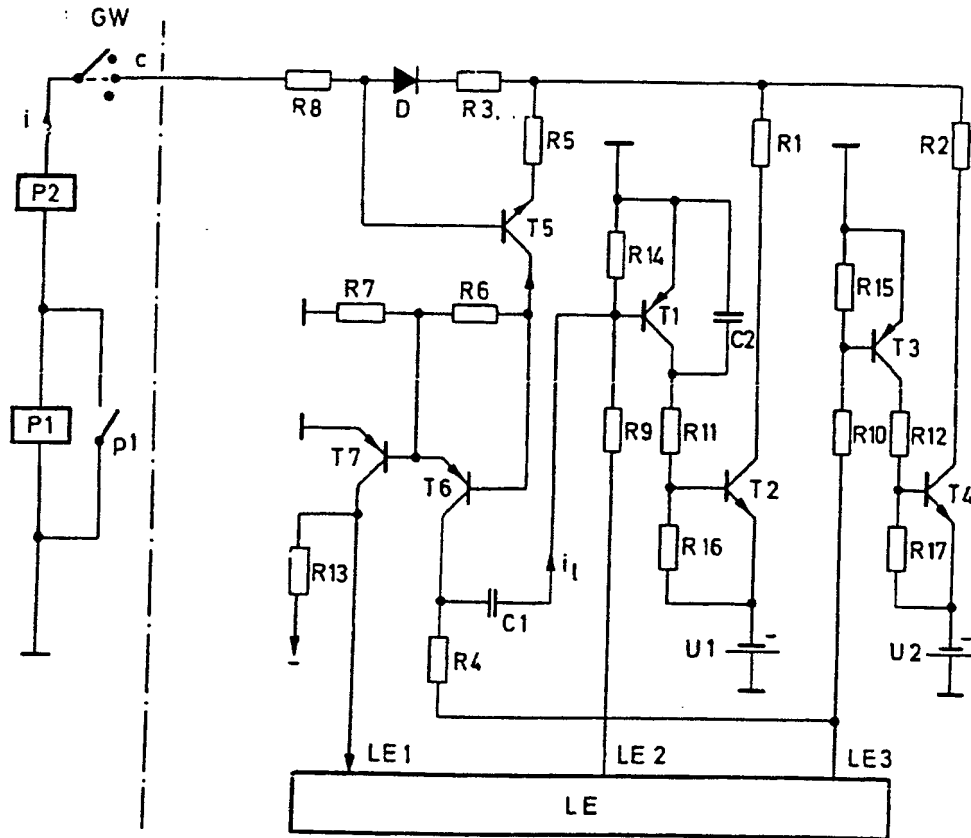 GW
c
i
P2
P1
p1
R8
D
R3
R5
T5
R1
R2
R14
T1
C2
R15
T3
R7
R6
R9
R11
R10
R12
T7
T6
T2
T4
R13
i1
C1
R16
R17
R4
U1
-
U2
-
-
LE1
LE2
LE3
LE